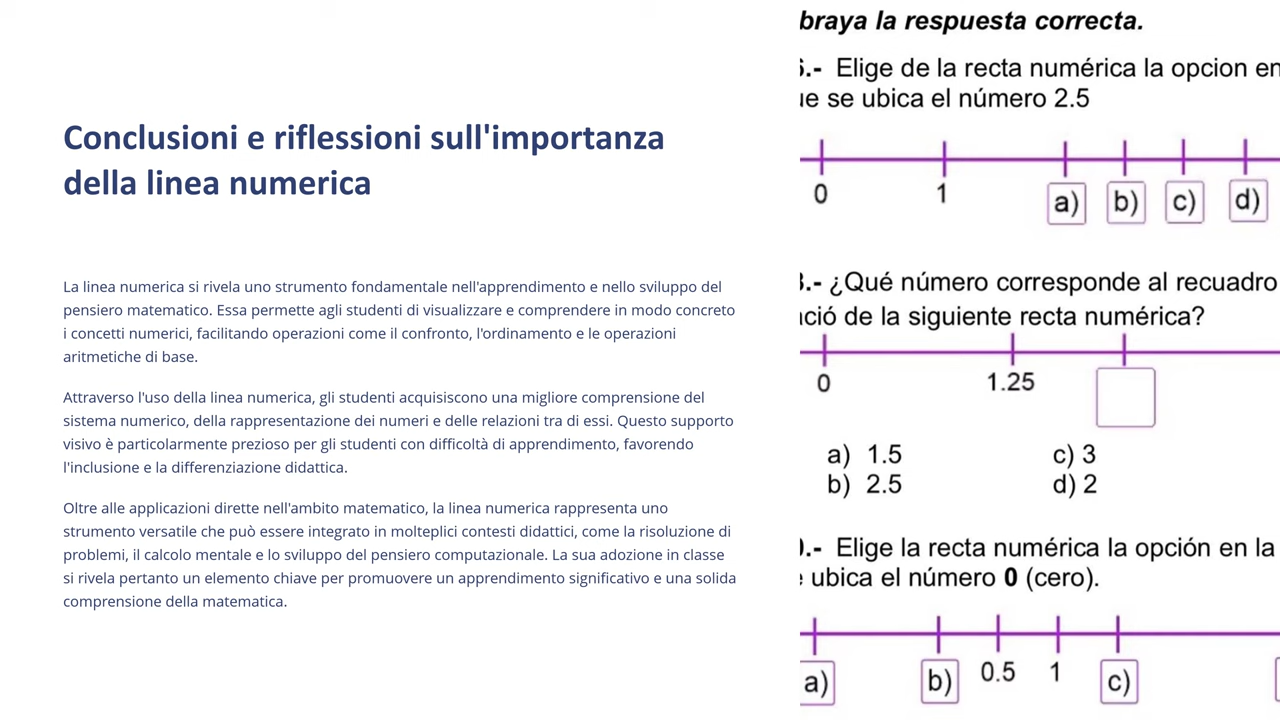 Conclusioni e riflessioni sull'importanza
della linea numerica
La linea numerica si rivela uno strumento fondamentale nell'apprendimento e nello sviluppo del
pensiero matematico. Essa permette agli studenti di visualizzare e comprendere in modo concreto
i concetti numerici, facilitando operazioni come il confronto, l'ordinamento e le operazioni
aritmetiche di base.
Attraverso l'uso della linea numerica, gli studenti acquisiscono una migliore comprensione del
sistema numerico, della rappresentazione dei numeri e delle relazioni tra di essi. Questo supporto
visivo è particolarmente prezioso per gli studenti con difficoltà di apprendimento, favorendo
l'inclusione e la differenziazione didattica.
Oltre alle applicazioni dirette nell'ambito matematico, la linea numerica rappresenta uno
strumento versatile che può essere integrato in molteplici contesti didattici, come la risoluzione di
problemi, il calcolo mentale e lo sviluppo del pensiero computazionale. La sua adozione in classe
si rivela pertanto un elemento chiave per promuovere un apprendimento significativo e una solida
comprensione della matematica.
braya la respuesta correcta.
.- Elige de la recta numérica la opcion en
ue se ubica el número 2.5
0 1 a) b) c) d)
.- ¿Qué número corresponde al recuadro
ació de la siguiente recta numérica?
0 1.25
a) 1.5 c) 3
b) 2.5 d) 2
.- Elige la recta numérica la opción en la
ubica el número 0 (cero).
a) b) 0.5 1 c)